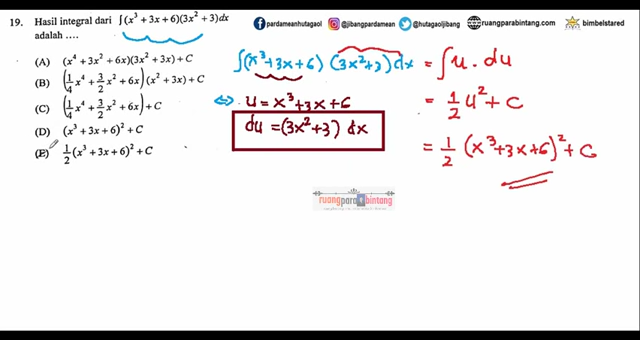 19. Hasil integral dari ∫(x³ + 3x + 6)(3x² + 3)dx
adalah ....
(A) (x⁴ + 3x² + 6x)(3x² + 3x) + C
(B) (1/4 x⁴ + 3/2 x² + 6x)(x² + 3x) + C
(C) (1/4 x⁴ + 3/2 x² + 6x) + C
(D) (x³ + 3x + 6)² + C
(E) 1/2 (x³ + 3x + 6)² + C
pardameanhutagaol @jibangpardamean @hutagaoljibang ruangparabintang.com bimbelstared
∫(x³+3x+6) (3x²+3) dx = ∫u. du
⇔ u = x³+3x+6
du = (3x²+3) dx
= 1/2 u² + C
= 1/2 (x³+3x+6)² + C
ruangparabintang